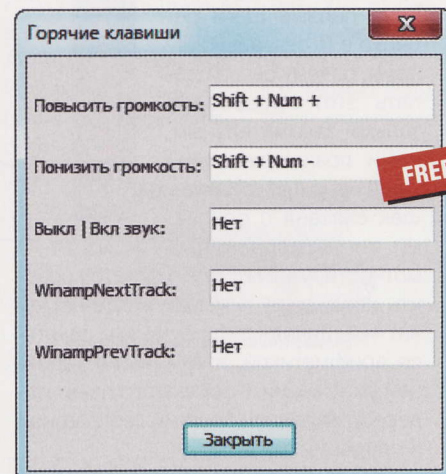 Горячие клавиши
Повысить громкость: Shift + Num +
Понизить громкость: Shift + Num -
FREE
Выкл | Вкл звук: Нет
WinampNextTrack: Нет
WinampPrevTrack: Нет
Закрыть